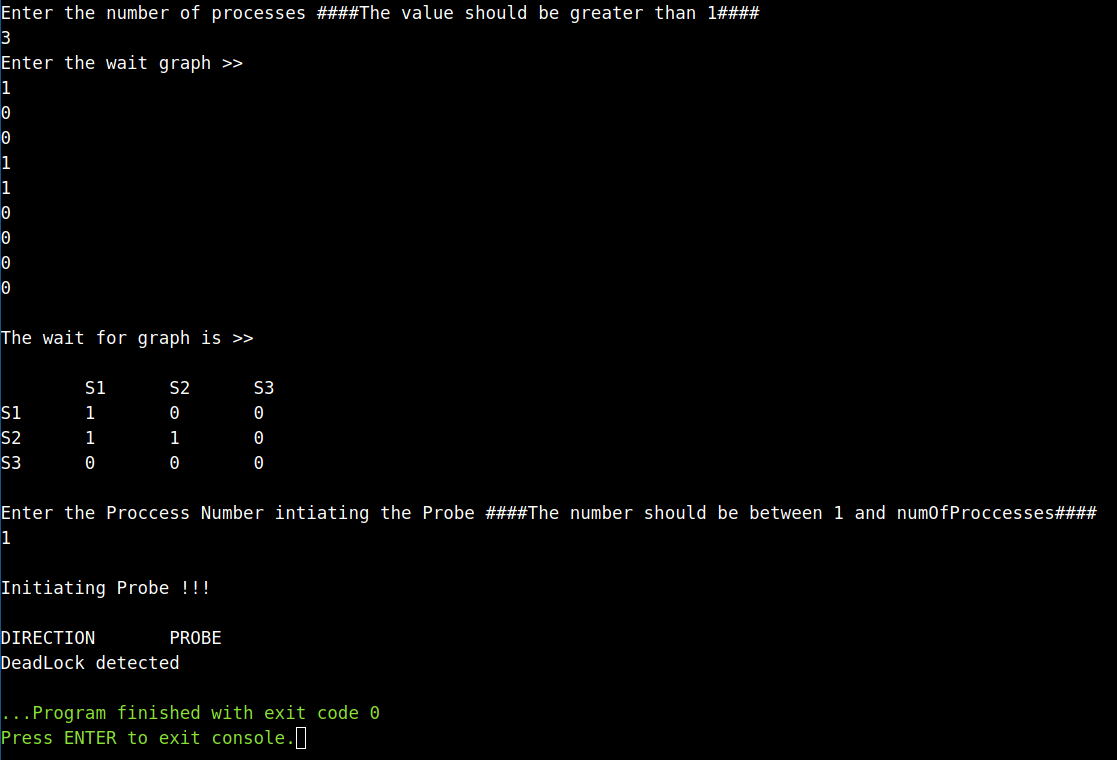 Enter the number of processes ####The value should be greater than 1####
3
Enter the wait graph >>
1
0
0
1
1
0
0
0
0
The wait for graph is >>
S1 S2 S3
S1 1 0 0
S2 1 1 0
S3 0 0 0
Enter the Proccess Number intiating the Probe ####The number should be between 1 and numOfProccesses####
1
Initiating Probe !!!
DIRECTION PROBE
DeadLock detected
...Program finished with exit code 0
Press ENTER to exit console.